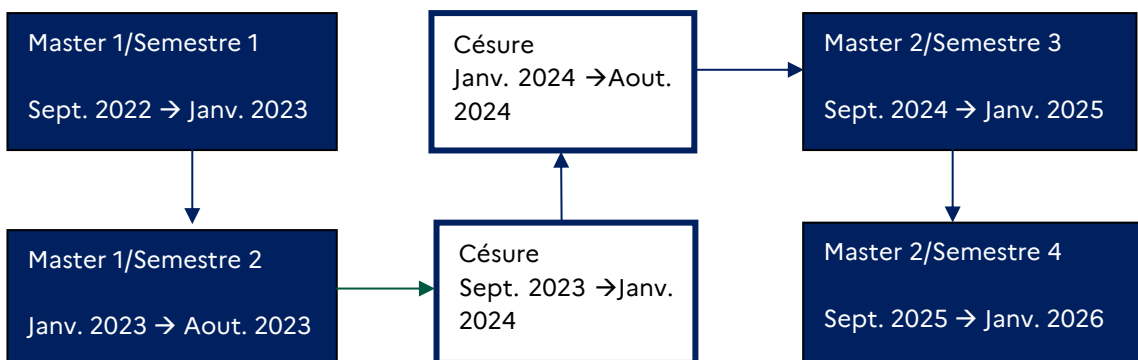 Master 1/Semestre 1
Sept. 2022 → Janv. 2023
Master 1/Semestre 2
Janv. 2023 → Aout. 2023
Césure
Sept. 2023 →Janv.
2024
Césure
Janv. 2024 →Aout.
2024
Master 2/Semestre 3
Sept. 2024 → Janv. 2025
Master 2/Semestre 4
Sept. 2025 → Janv. 2026